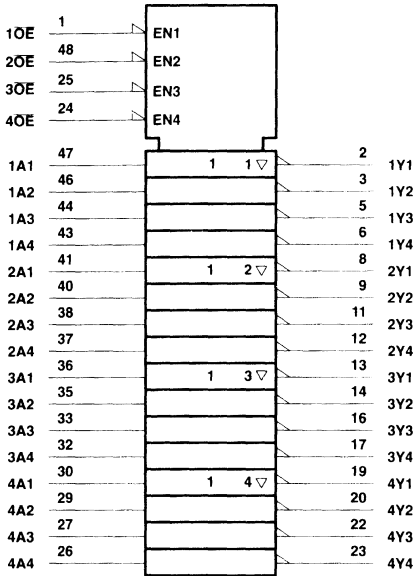 1OE 1 EN1
2OE 48 EN2
3OE 25 EN3
4OE 24 EN4
1A1 47 1 1 ▽ 2 1Y1
1A2 46 3 1Y2
1A3 44 5 1Y3
1A4 43 6 1Y4
2A1 41 1 2 ▽ 8 2Y1
2A2 40 9 2Y2
2A3 38 11 2Y3
2A4 37 12 2Y4
3A1 36 1 3 ▽ 13 3Y1
3A2 35 14 3Y2
3A3 33 16 3Y3
3A4 32 17 3Y4
4A1 30 1 4 ▽ 19 4Y1
4A2 29 20 4Y2
4A3 27 22 4Y3
4A4 26 23 4Y4